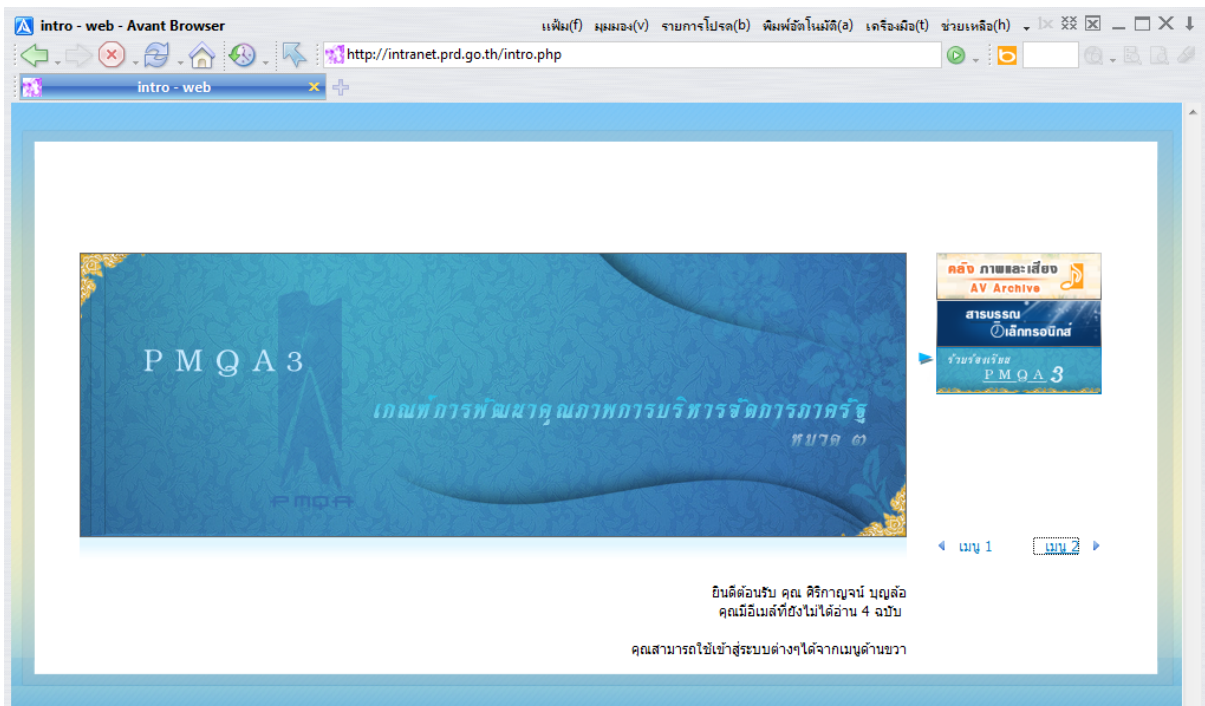 intro - web - Avant Browser
แฟ้ม(f) มุมมอง(v) รายการโปรด(b) พิมพ์อัตโนมัติ(a) เครื่องมือ(t) ช่วยเหลือ(h)
http://intranet.prd.go.th/intro.php
intro - web
คลัง ภาพและเสียง
AV Archive
สารบรรณ
อิเล็กทรอนิกส์
ร้านร้องเรียน
PMQA 3
PMQA3
เกณฑ์การพัฒนาคุณภาพการบริหารจัดการภาครัฐ
หมวด ๓
PMQA
เมนู 1 เมนู 2
ยินดีต้อนรับ คุณ ศิริกาญจน์ บุญล้อ
คุณมีอีเมล์ที่ยังไม่ได้อ่าน 4 ฉบับ
คุณสามารถใช้เข้าสู่ระบบต่างๆได้จากเมนูด้านขวา